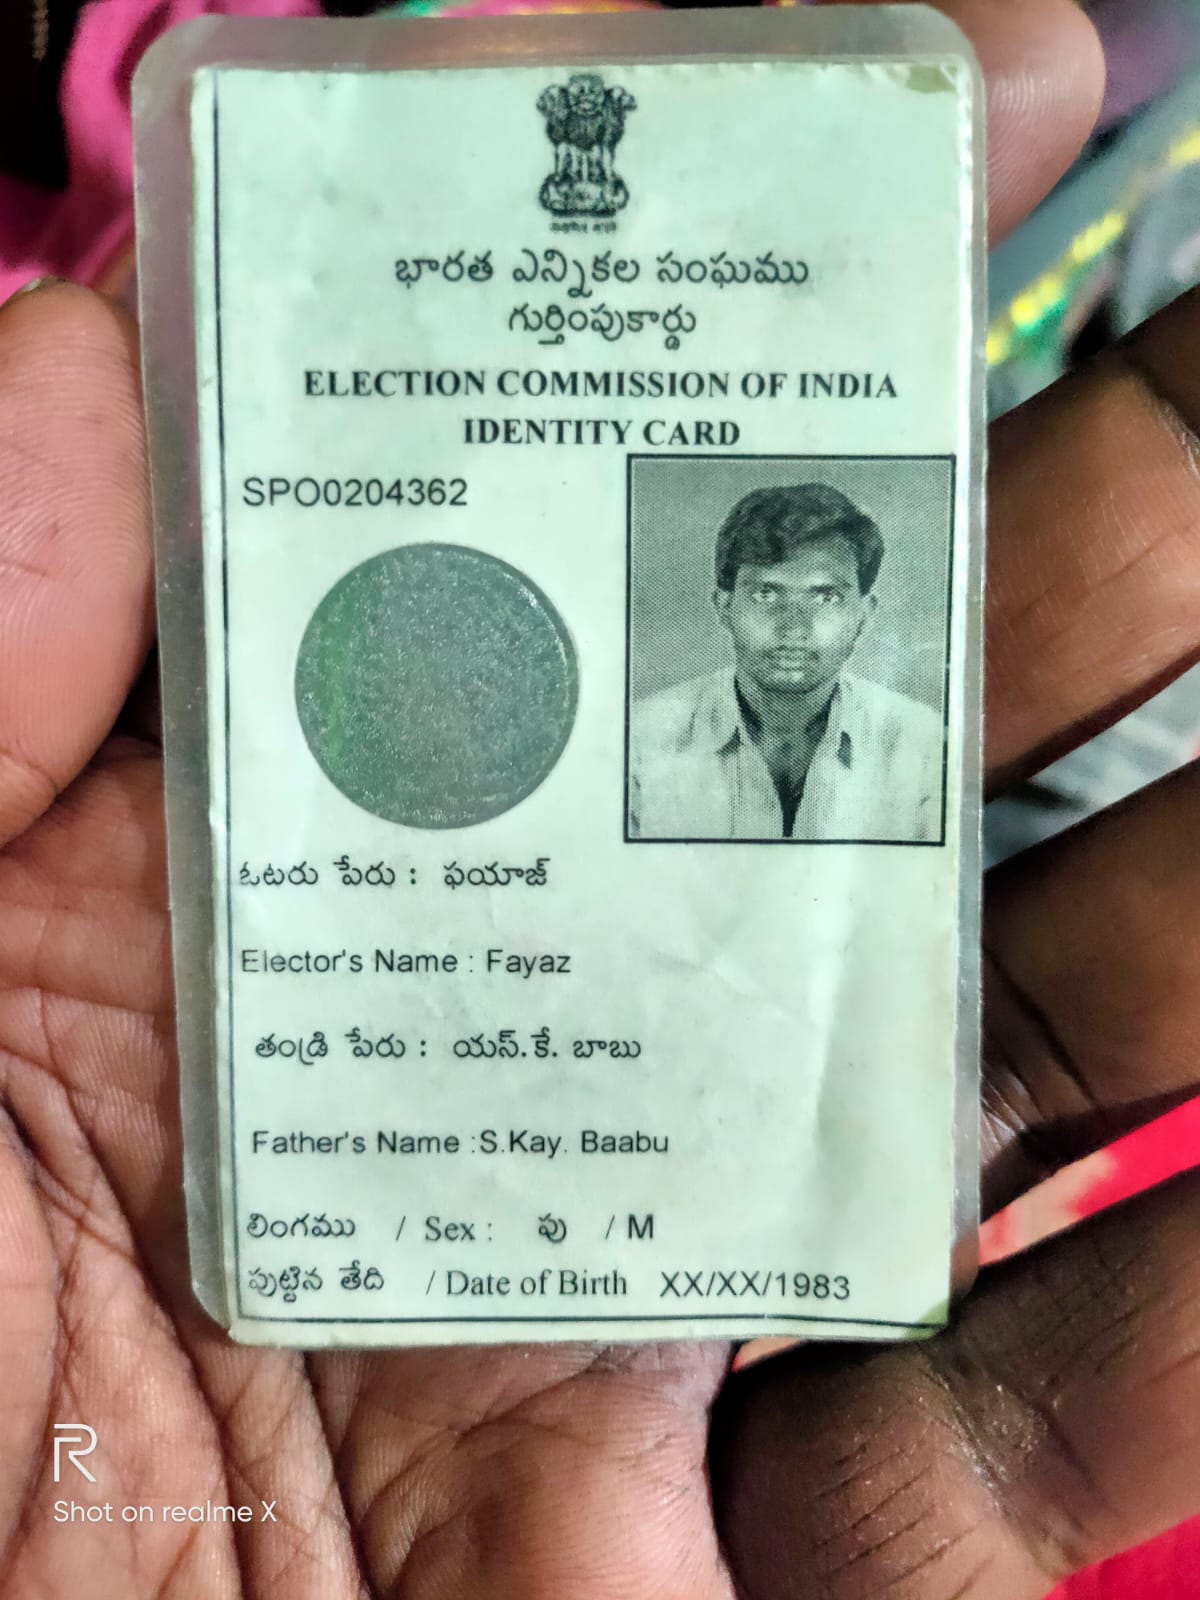 భారత ఎన్నికల సంఘము
గుర్తింపుకార్డు
ELECTION COMMISSION OF INDIA
IDENTITY CARD
SPO0204362
ఓటరు పేరు : ఫయాజ్
Elector's Name : Fayaz
తండ్రి పేరు : యస్.కే. బాబు
Father's Name :S.Kay. Baabu
లింగము / Sex : పు / M
పుట్టిన తేది / Date of Birth XX/XX/1983
R
Shot on realme X